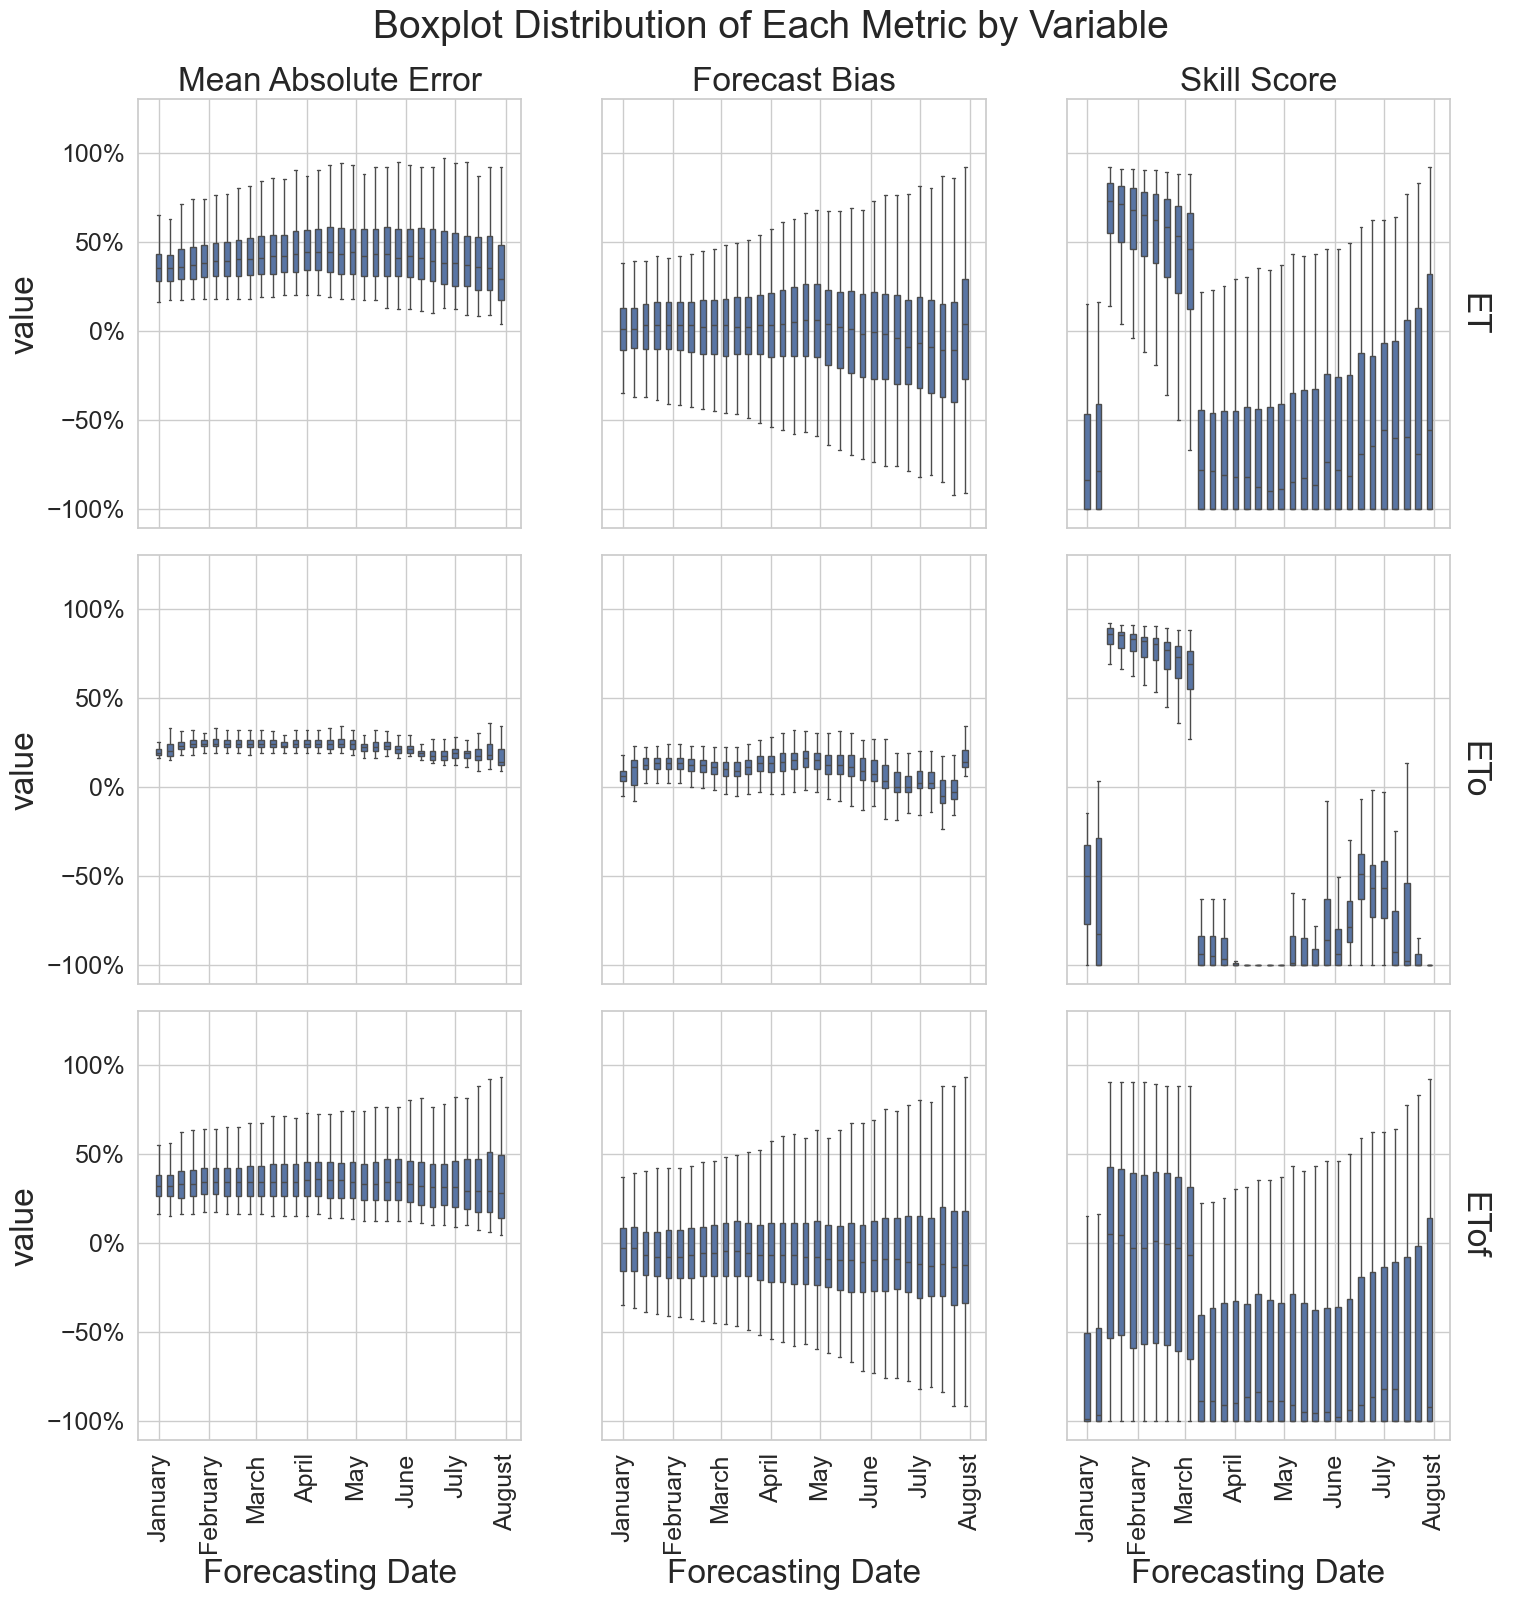 Boxplot Distribution of Each Metric by Variable
Mean Absolute Error
Forecast Bias
Skill Score
100%
50%
0%
−50%
−100%
value
ET
100%
50%
0%
−50%
−100%
value
ETo
100%
50%
0%
−50%
−100%
value
ETof
January
February
March
April
May
June
July
August
January
February
March
April
May
June
July
August
January
February
March
April
May
June
July
August
Forecasting Date
Forecasting Date
Forecasting Date